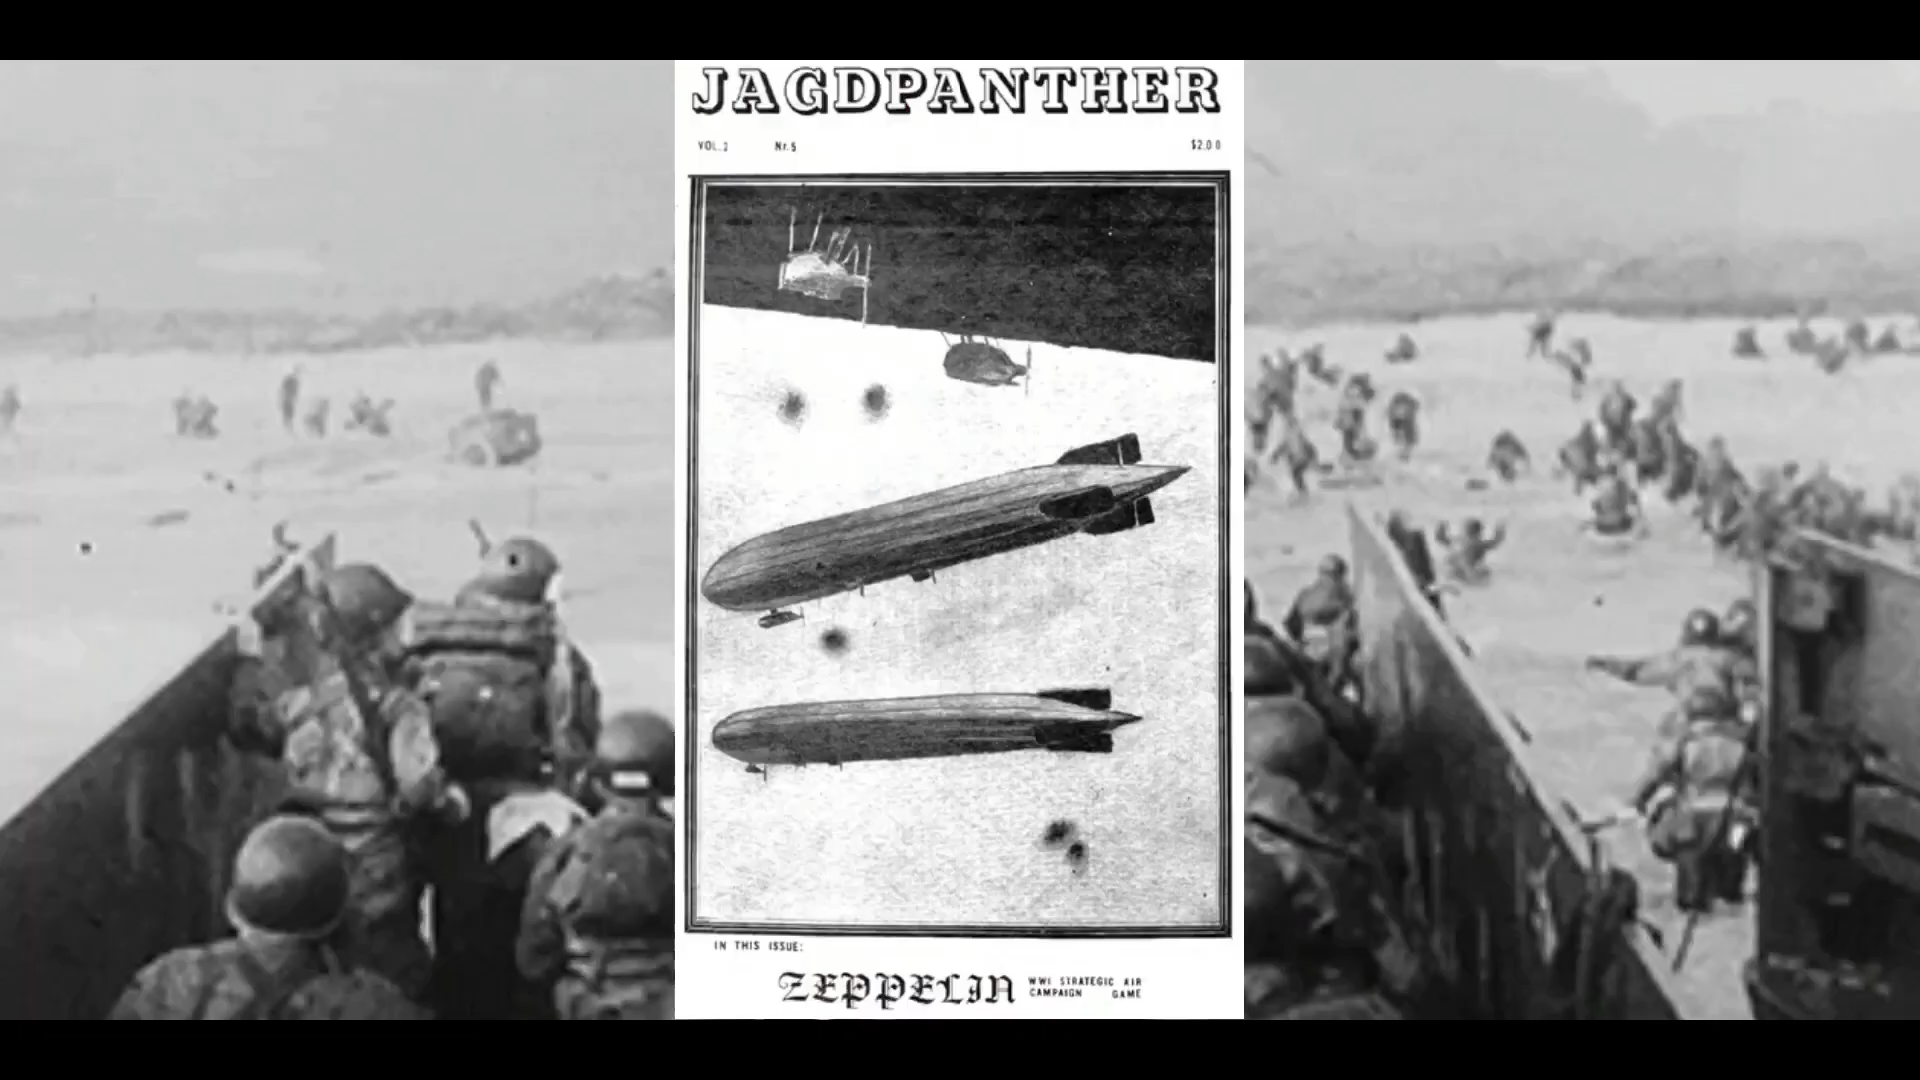 JAGDPANTHER
VOL.2 Nr.5 $2.00
IN THIS ISSUE:
ZEPPELIN WWI STRATEGIC AIR
CAMPAIGN GAME